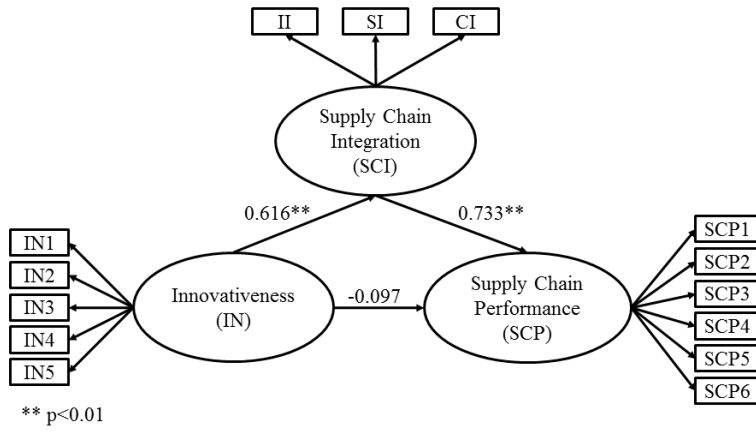 II
SI
CI
Supply Chain
Integration
(SCI)
0.616**
0.733**
IN1
IN2
IN3
IN4
IN5
Innovativeness
(IN)
-0.097
Supply Chain
Performance
(SCP)
SCP1
SCP2
SCP3
SCP4
SCP5
SCP6
** p<0.01